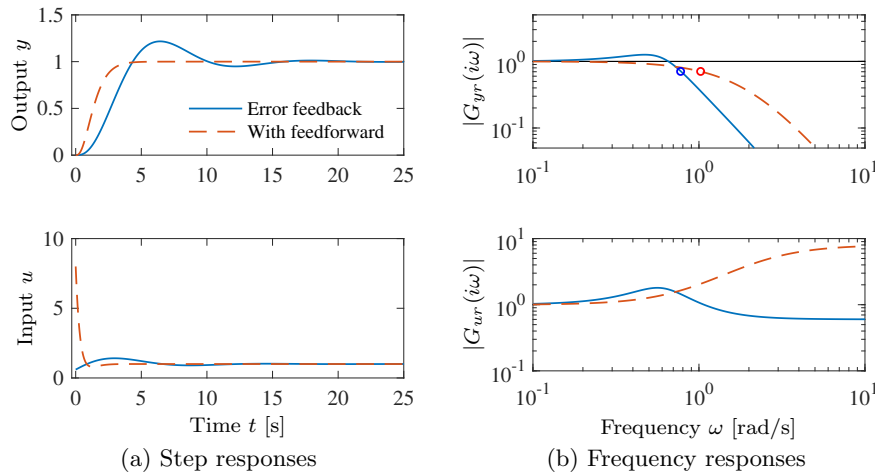 1.5
1
0.5
0
Output y
0 5 10 15 20 25
Error feedback
With feedforward
10
5
0
Input u
0 5 10 15 20 25
Time t [s]
(a) Step responses
10^0
10^-1
|G_yr(iω)|
10^-1 10^0 10^1
10^1
10^0
10^-1
|G_ur(iω)|
10^-1 10^0 10^1
Frequency ω [rad/s]
(b) Frequency responses